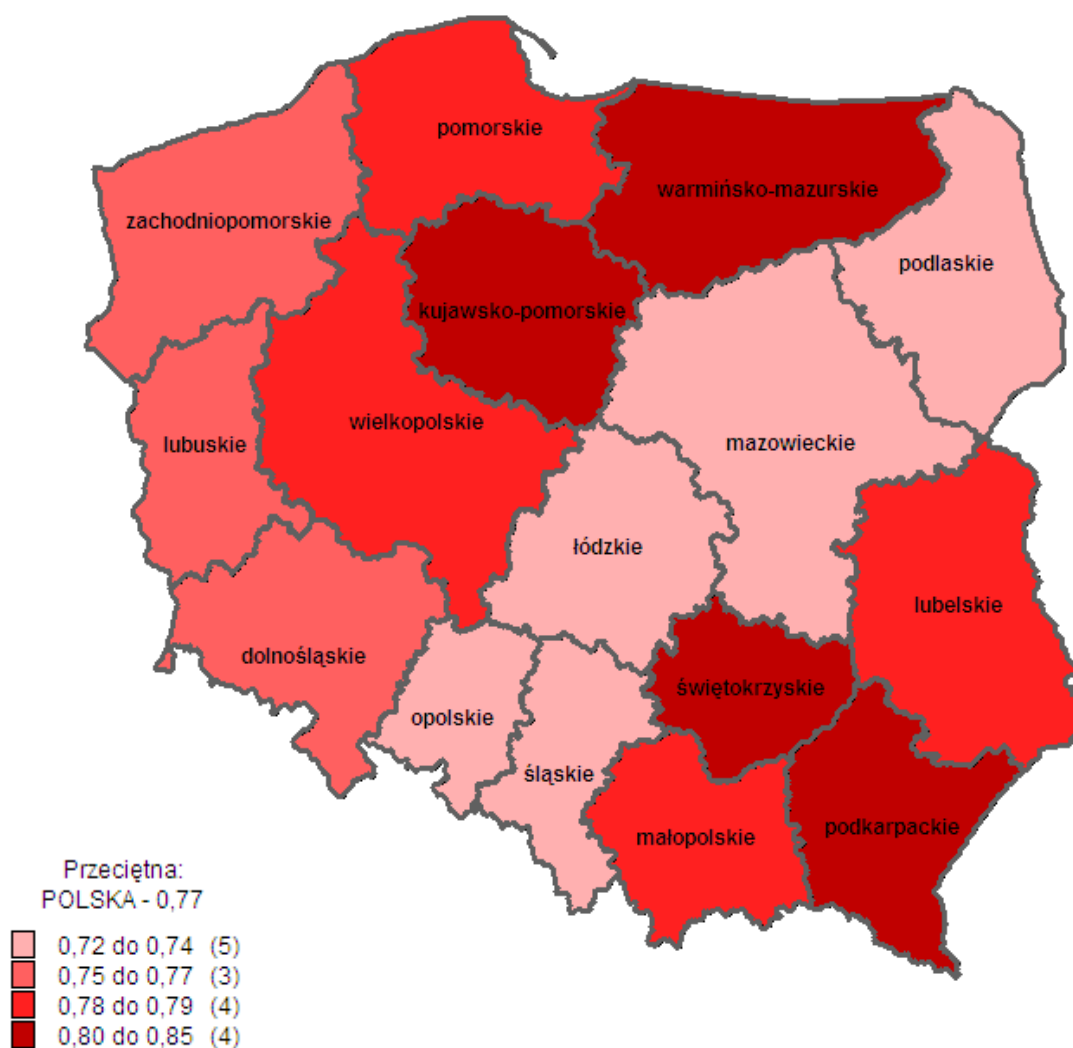 pomorskie
warmińsko-mazurskie
zachodniopomorskie
podlaskie
kujawsko-pomorskie
wielkopolskie
lubuskie
mazowieckie
łódzkie
lubelskie
dolnośląskie
świętokrzyskie
opolskie
śląskie
małopolskie
podkarpackie
Przeciętna:
POLSKA - 0,77
0,72 do 0,74 (5)
0,75 do 0,77 (3)
0,78 do 0,79 (4)
0,80 do 0,85 (4)